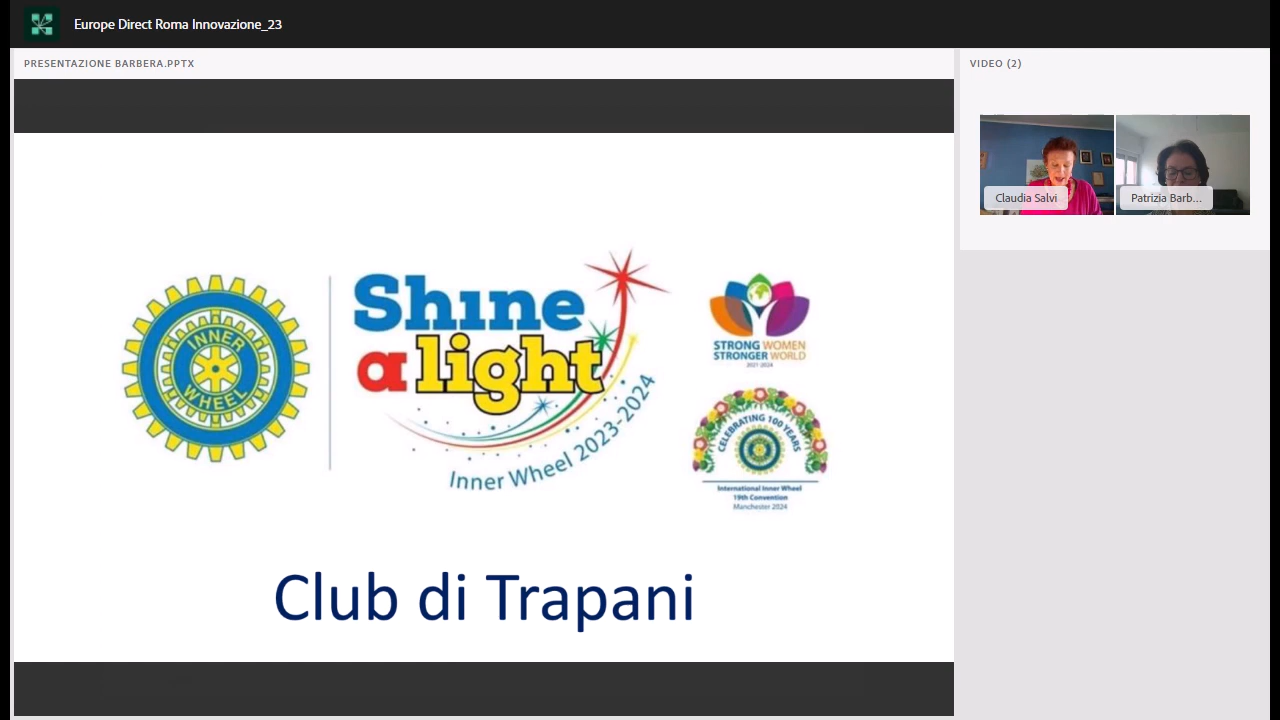 Europe Direct Roma Innovazione_23
PRESENTAZIONE BARBERA.PPTX
VIDEO (2)
Claudia Salvi
Patrizia Barb...
INNER
WHEEL
Shine
a light
Inner Wheel 2023-2024
STRONG WOMEN
STRONGER WORLD
2021-2024
CELEBRATING 100 YEARS
International Inner Wheel
19th Convention
Manchester 2024
Club di Trapani